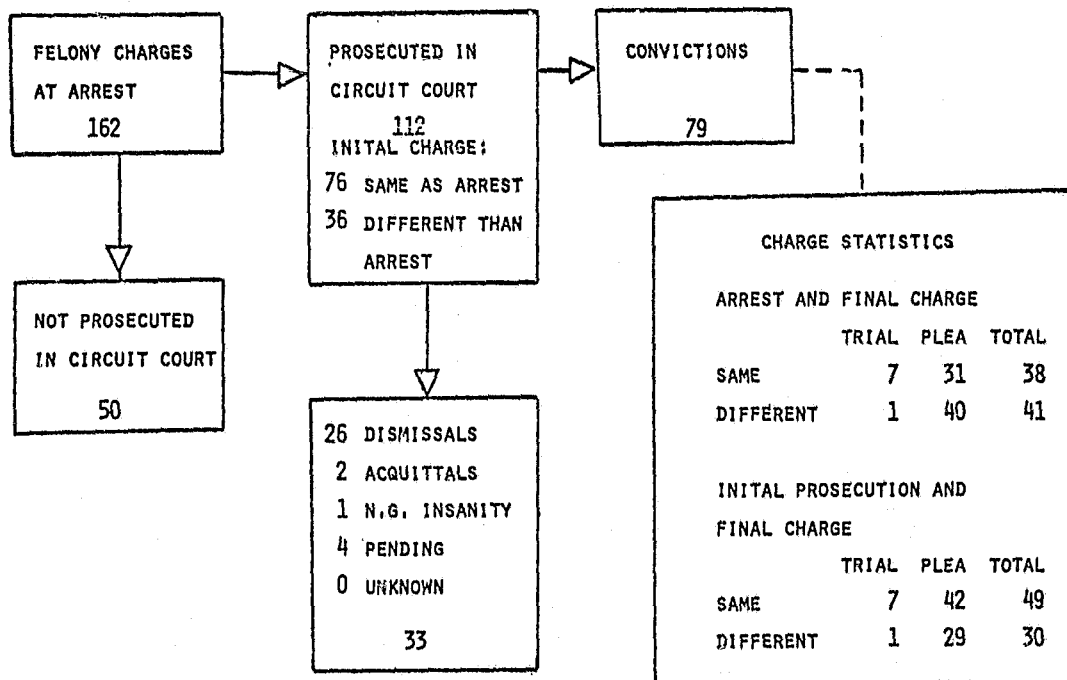 FELONY CHARGES
AT ARREST
162
PROSECUTED IN
CIRCUIT COURT
112
INITAL CHARGE:
76 SAME AS ARREST
36 DIFFERENT THAN
ARREST
CONVICTIONS
79
NOT PROSECUTED
IN CIRCUIT COURT
50
26 DISMISSALS
2 ACQUITTALS
1 N.G. INSANITY
4 PENDING
0 UNKNOWN
33
CHARGE STATISTICS
ARREST AND FINAL CHARGE
TRIAL PLEA TOTAL
SAME 7 31 38
DIFFERENT 1 40 41
INITAL PROSECUTION AND
FINAL CHARGE
TRIAL PLEA TOTAL
SAME 7 42 49
DIFFERENT 1 29 30